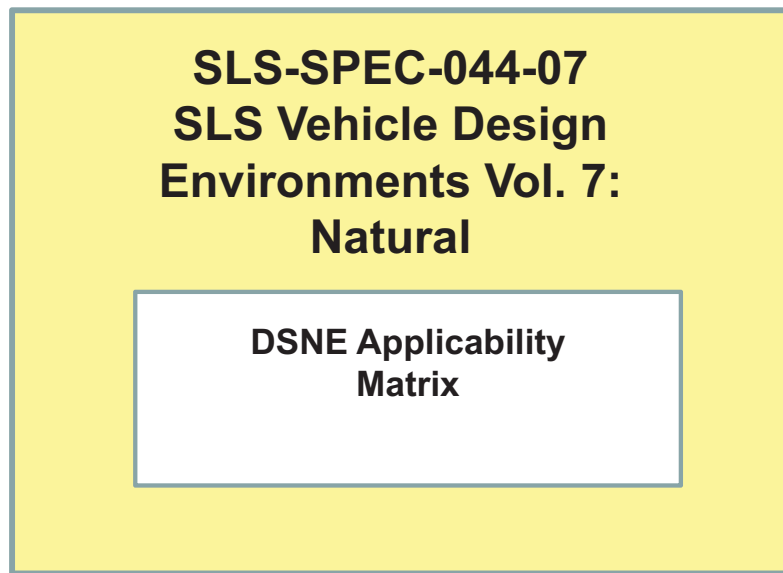 SLS-SPEC-044-07
SLS Vehicle Design
Environments Vol. 7:
Natural
DSNE Applicability
Matrix